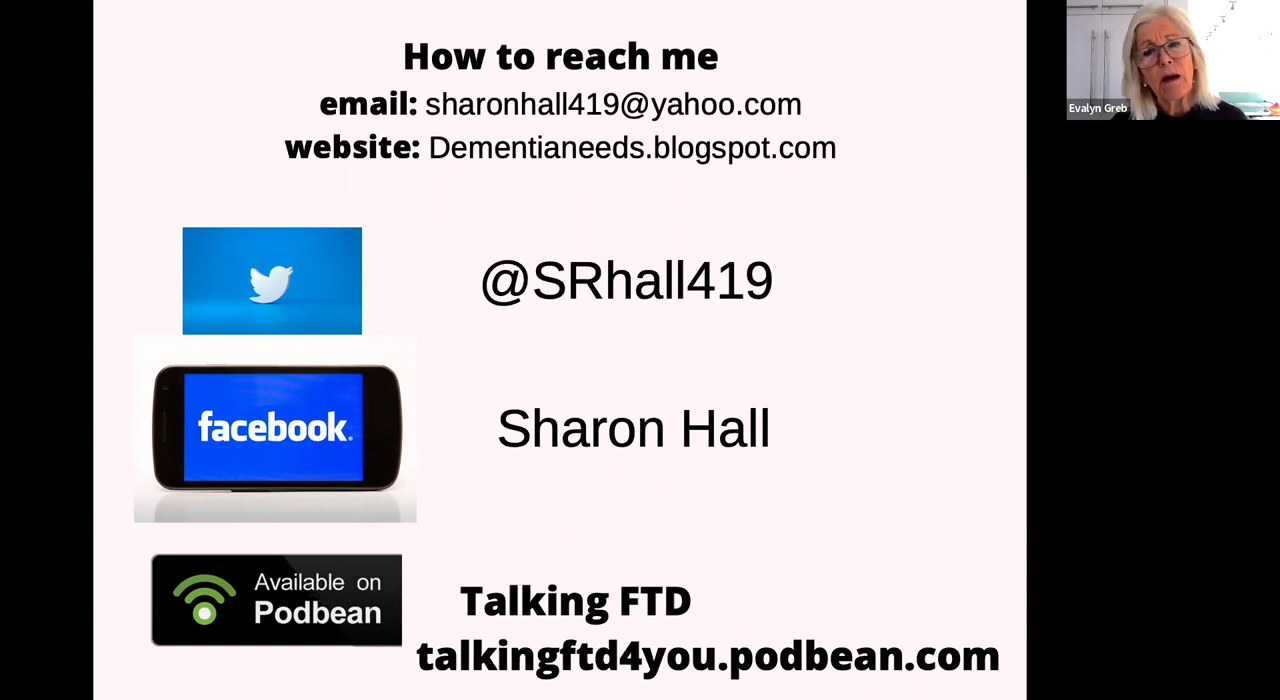 How to reach me
email: sharonhall419@yahoo.com
website: Dementianeeds.blogspot.com
Evalyn Greb
@SRhall419
facebook.
Sharon Hall
Available on
Podbean
Talking FTD
talkingftd4you.podbean.com